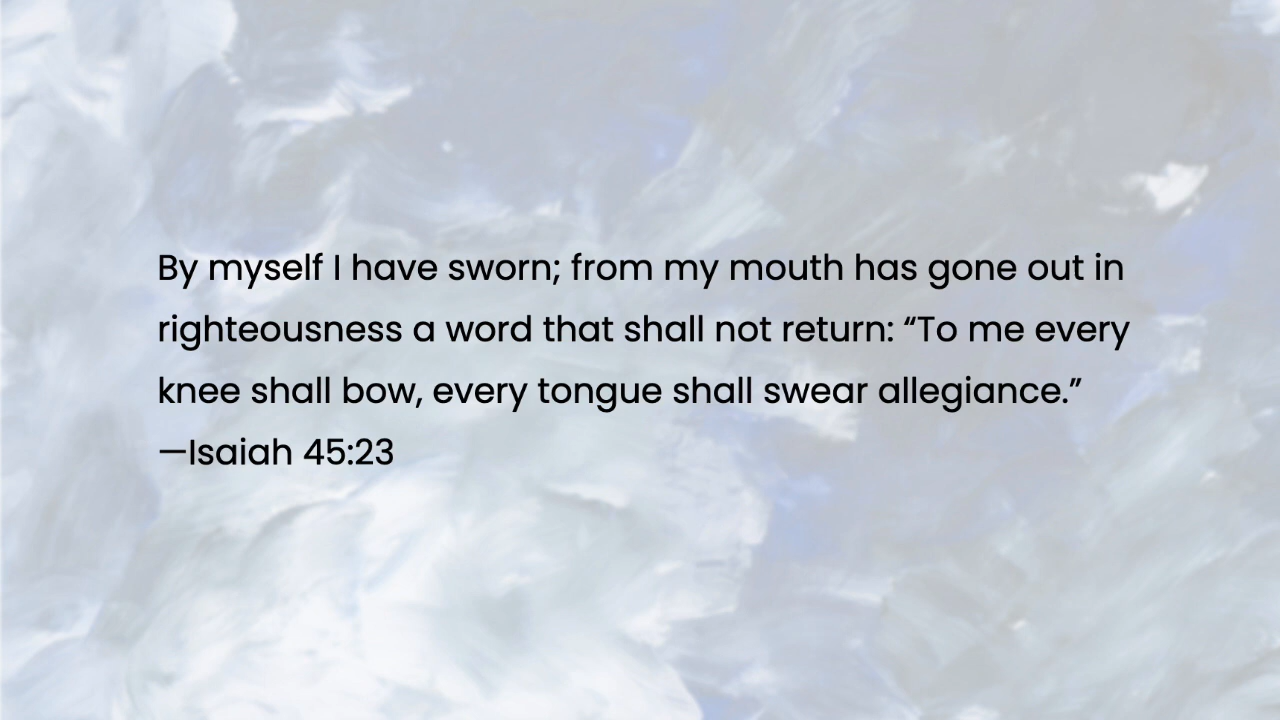 By myself I have sworn; from my mouth has gone out in
righteousness a word that shall not return: “To me every
knee shall bow, every tongue shall swear allegiance.”
—Isaiah 45:23